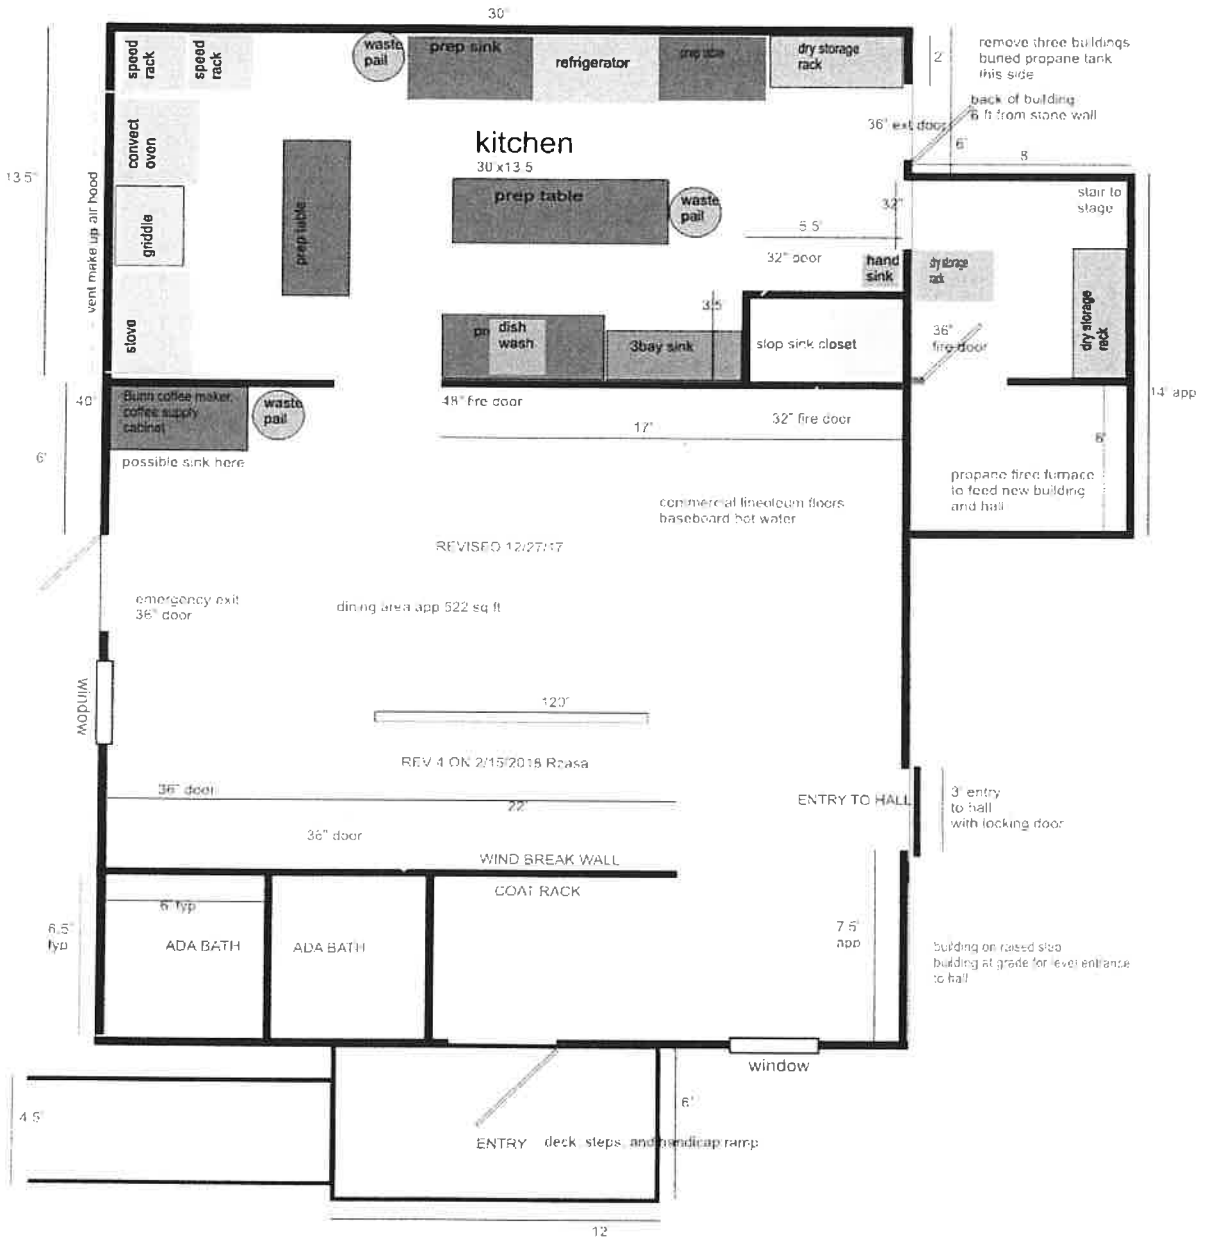 30"
speed
rack
speed
rack
waste
pail
prep sink
refrigerator
prep table
dry storage
rack
2'
remove three buildings
buried propane tank
this side
back of building
6 ft from stone wall
36" ext door
6"
8
convect
oven
kitchen
30 x13 5
13.5"
vent make up air hood
griddle
prep table
prep table
waste
pail
32"
5.5"
32" door
hand
sink
stair to
stage
dry storage
rack
dry storage
rack
stove
dish
wash
3bay sink
3.5
slop sink closet
36"
fire door
14" app
40"
Bunn coffee maker,
coffee supply
cabinet
waste
pail
48" fire door
17"
32" fire door
6'
possible sink here
8'
propane fired furnace
to feed new building
and hall
commercial lineoleum floors
baseboard hot water
REVISED 12/27/17
emergency exit
36" door
dining area app 522 sq ft
window
120"
REV 4 ON 2/15/2018 Rcasa
36" door
22'
ENTRY TO HALL
3' entry
to hall
with locking door
36" door
WIND BREAK WALL
COAT RACK
6' typ
6.5"
typ
ADA BATH
ADA BATH
7.5"
app
building on raised slab
building at grade for level entrance
to hall
window
4.5"
6"
ENTRY deck, steps, and handicap ramp
12